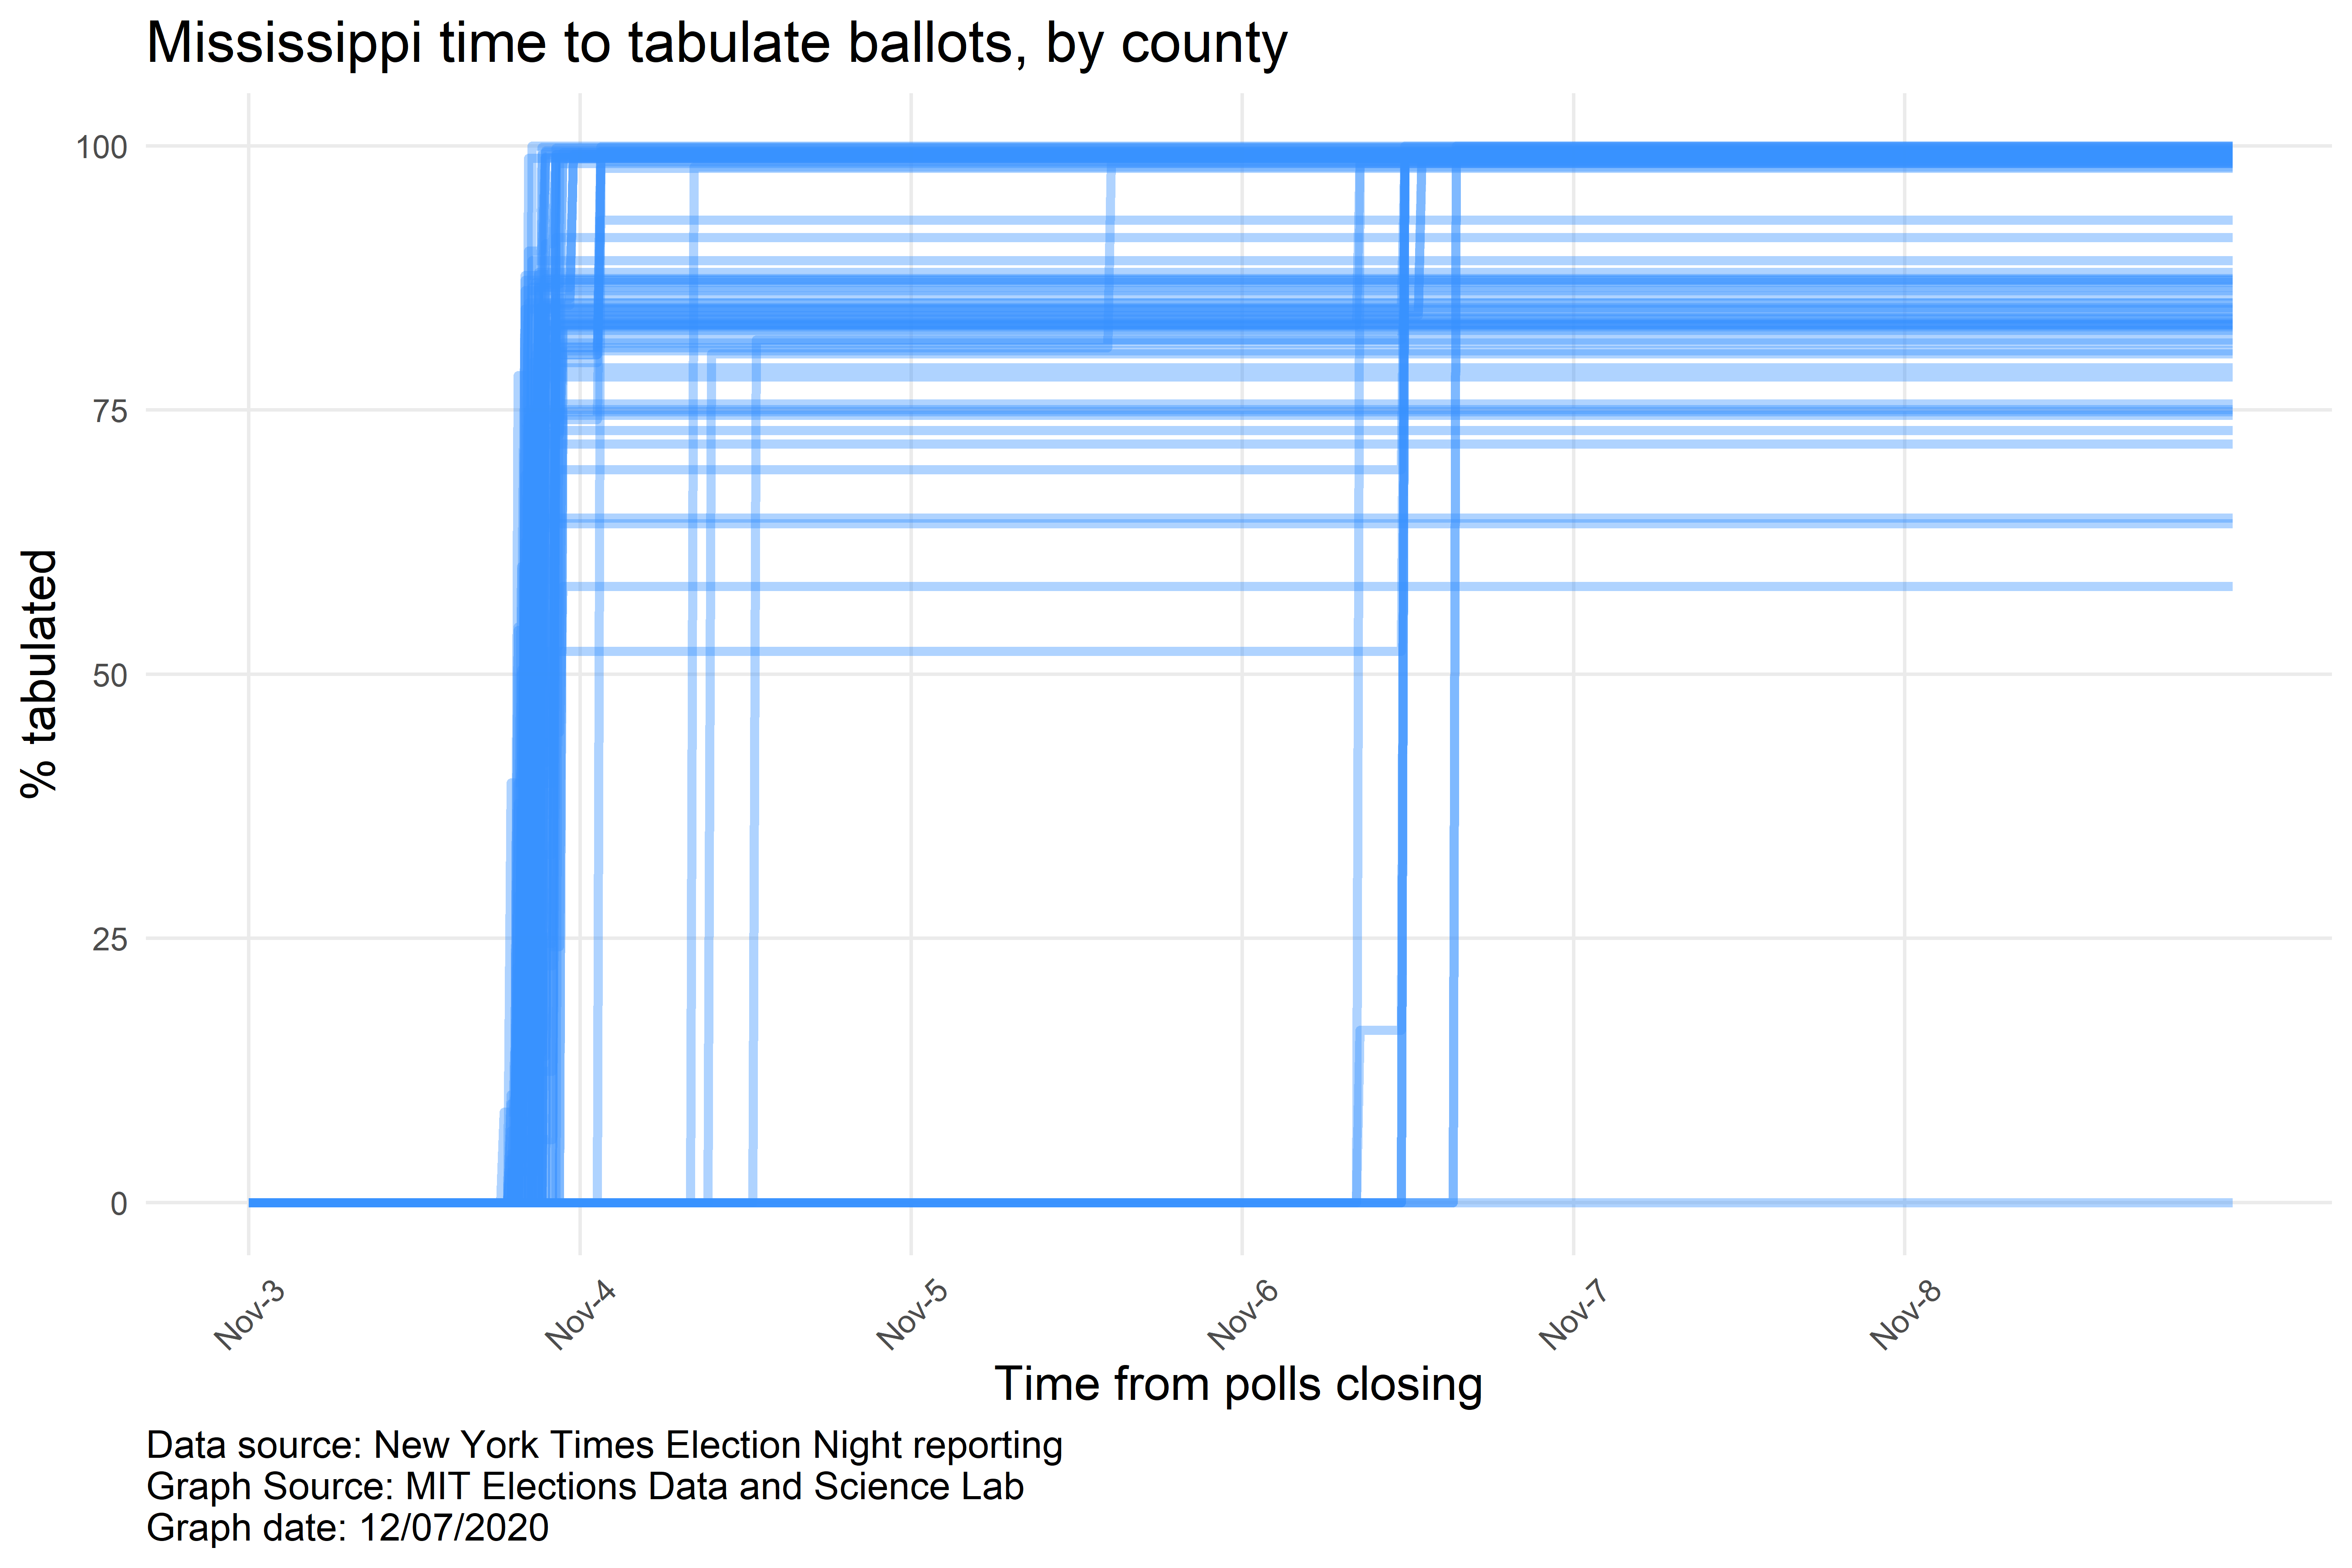 Mississippi time to tabulate ballots, by county
100
75
50
25
0
% tabulated
Nov-3
Nov-4
Nov-5
Nov-6
Nov-7
Nov-8
Time from polls closing
Data source: New York Times Election Night reporting
Graph Source: MIT Elections Data and Science Lab
Graph date: 12/07/2020